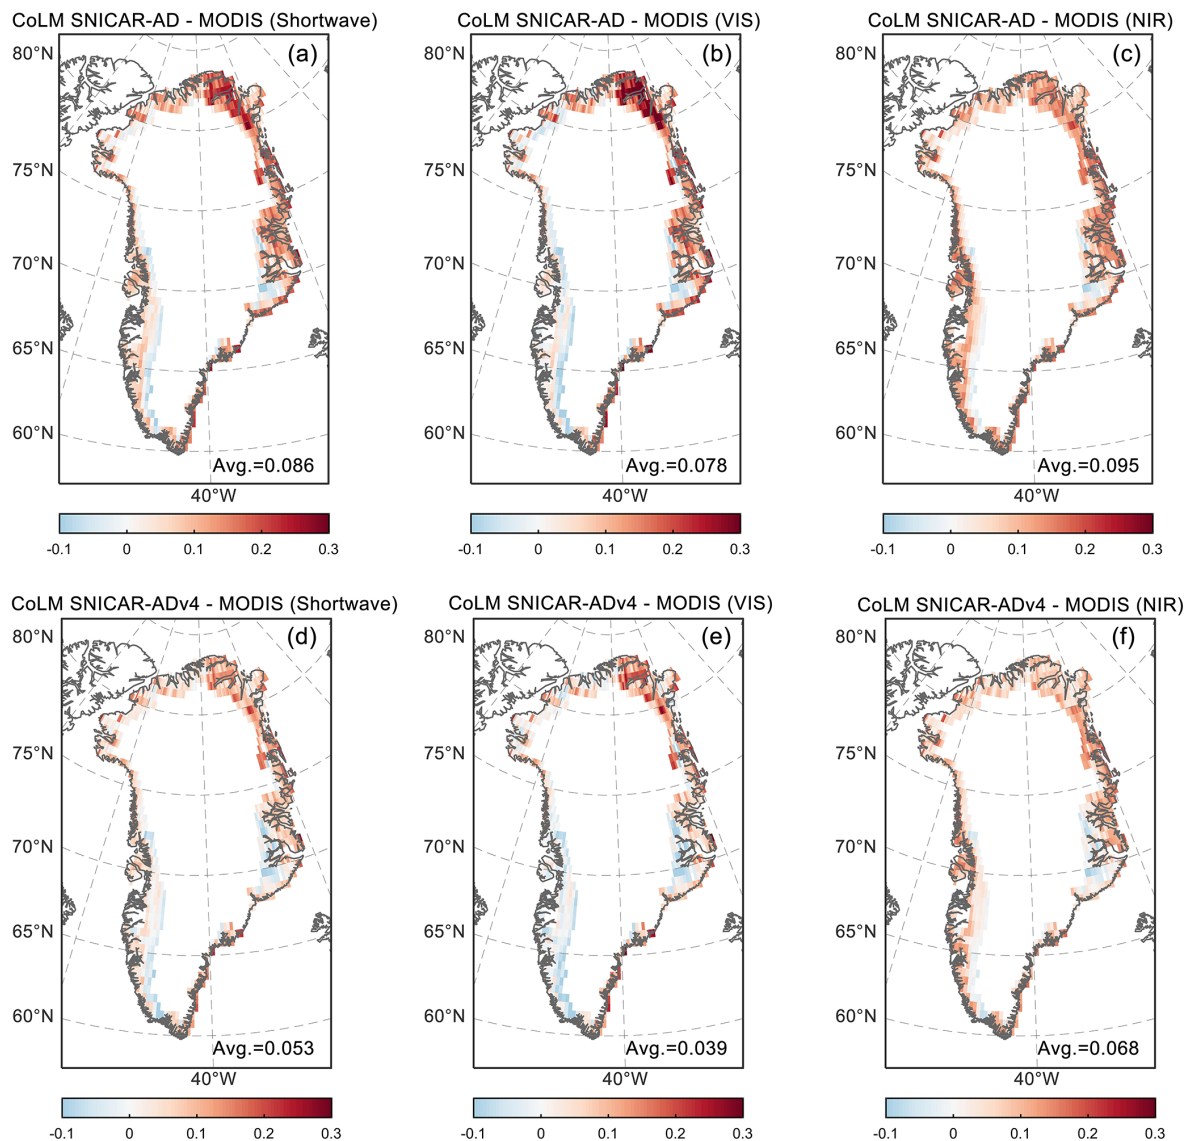 CoLM SNICAR-AD - MODIS (Shortwave)
(a)
80°N
75°N
70°N
65°N
60°N
Avg.=0.086
40°W
-0.1 0 0.1 0.2 0.3
CoLM SNICAR-AD - MODIS (VIS)
(b)
80°N
75°N
70°N
65°N
60°N
Avg.=0.078
40°W
-0.1 0 0.1 0.2 0.3
CoLM SNICAR-AD - MODIS (NIR)
(c)
80°N
75°N
70°N
65°N
60°N
Avg.=0.095
40°W
-0.1 0 0.1 0.2 0.3
CoLM SNICAR-ADv4 - MODIS (Shortwave)
(d)
80°N
75°N
70°N
65°N
60°N
Avg.=0.053
40°W
-0.1 0 0.1 0.2 0.3
CoLM SNICAR-ADv4 - MODIS (VIS)
(e)
80°N
75°N
70°N
65°N
60°N
Avg.=0.039
40°W
-0.1 0 0.1 0.2 0.3
CoLM SNICAR-ADv4 - MODIS (NIR)
(f)
80°N
75°N
70°N
65°N
60°N
Avg.=0.068
40°W
-0.1 0 0.1 0.2 0.3